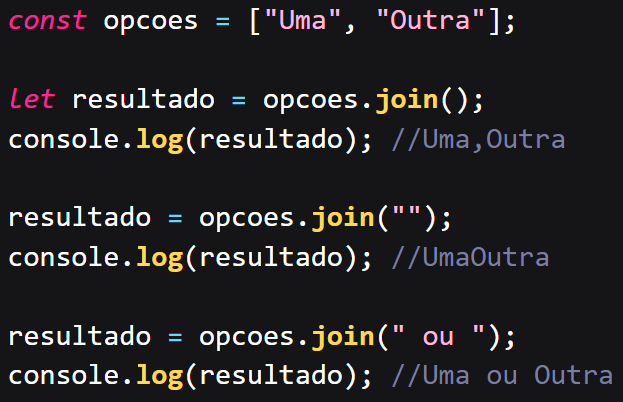 const opcoes = ["Uma", "Outra"];
let resultado = opcoes.join();
console.log(resultado); //Uma,Outra
resultado = opcoes.join("");
console.log(resultado); //UmaOutra
resultado = opcoes.join(" ou ");
console.log(resultado); //Uma ou Outra